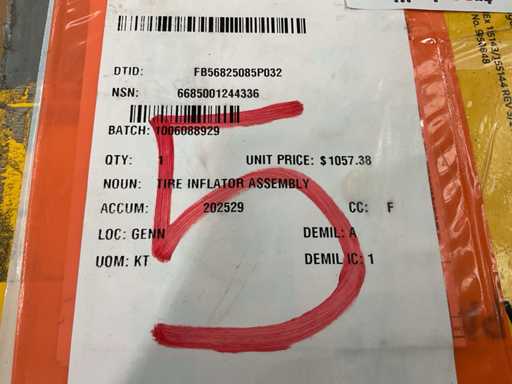 DTID: FB56825085P032
NSN: 6685001244336
BATCH: 1006088929
QTY: 1 UNIT PRICE: $1057.38
NOUN: TIRE INFLATOR ASSEMBLY
ACCUM: 202529 CC: F
LOC: GENN DEMIL: A
UOM: KT DEMIL IC: 1
5